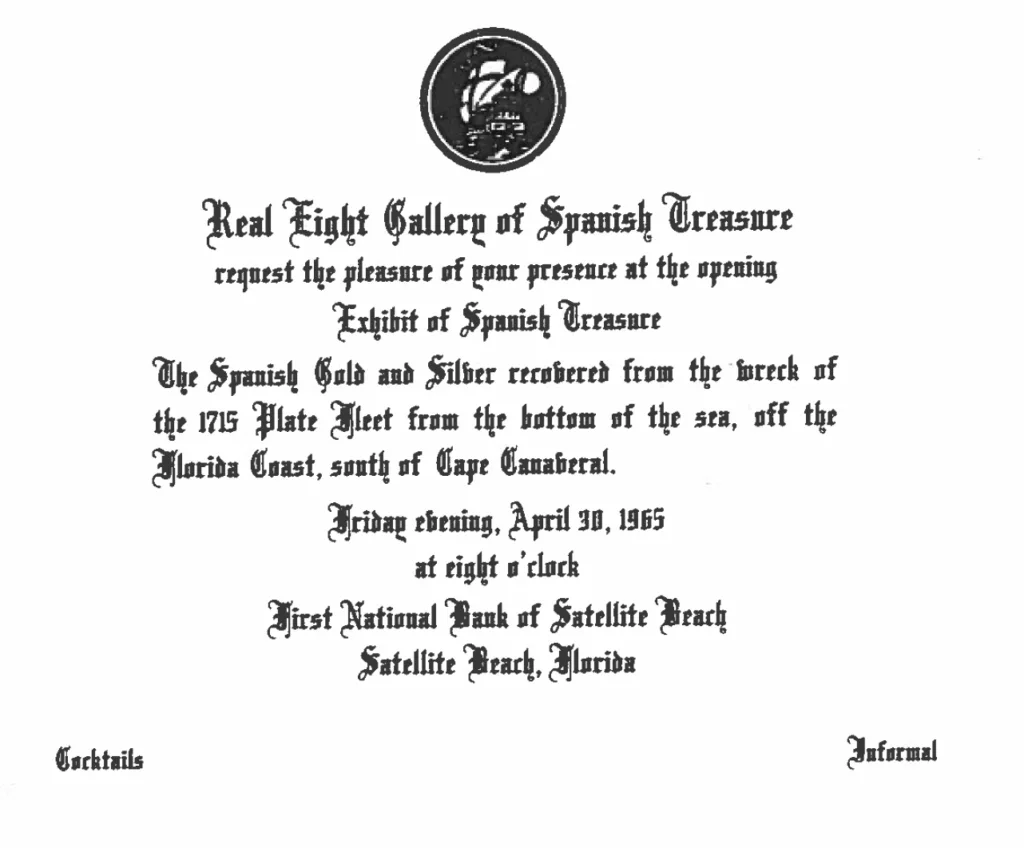 Real Eight Gallery of Spanish Treasure
request the pleasure of your presence at the opening
Exhibit of Spanish Treasure
The Spanish Gold and Silver recovered from the wreck of
the 1715 Plate Fleet from the bottom of the sea, off the
Florida Coast, south of Cape Canaveral.
Friday evening, April 30, 1965
at eight o'clock
First National Bank of Satellite Beach
Satellite Beach, Florida
Cocktails
Informal